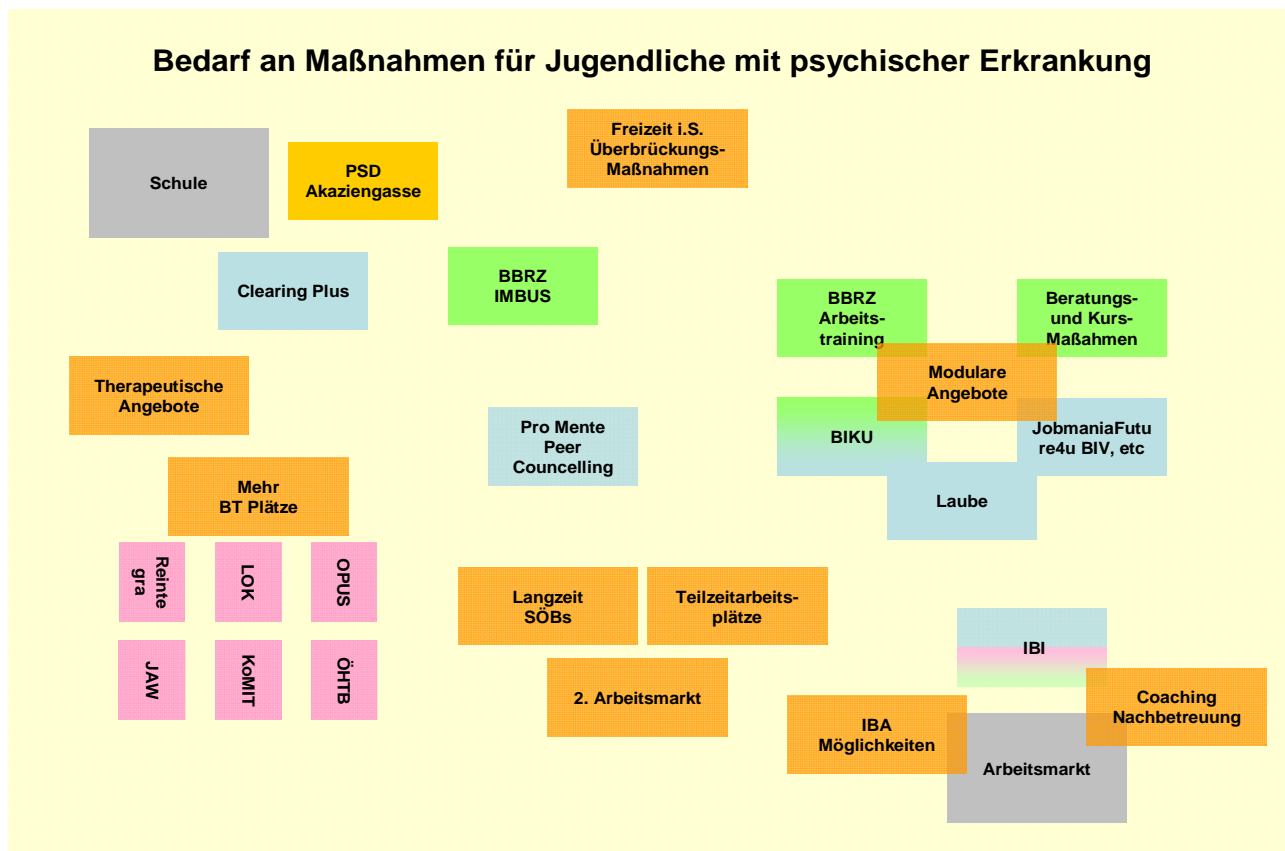 Bedarf an Maßnahmen für Jugendliche mit psychischer Erkrankung
Freizeit i.S.
Überbrückungs-
Maßnahmen
Schule
PSD
Akaziengasse
Clearing Plus
BBRZ
IMBUS
BBRZ
Arbeits-
training
Beratungs-
und Kurs-
Maßahmen
Modulare
Angebote
Therapeutische
Angebote
Pro Mente
Peer
Councelling
BIKU
JobmaniaFutu
re4u BIV, etc
Laube
Mehr
BT Plätze
Reinte
gra
LOK
OPUS
JAW
KoMIT
ÖHTB
Langzeit
SÖBs
Teilzeitarbeits-
plätze
2. Arbeitsmarkt
IBI
Coaching
Nachbetreuung
IBA
Möglichkeiten
Arbeitsmarkt